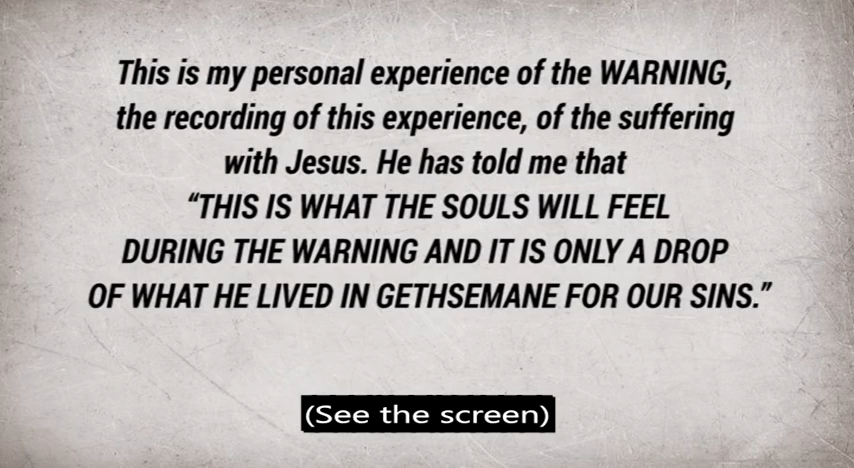 This is my personal experience of the WARNING,
the recording of this experience, of the suffering
with Jesus. He has told me that
“THIS IS WHAT THE SOULS WILL FEEL
DURING THE WARNING AND IT IS ONLY A DROP
OF WHAT HE LIVED IN GETHSEMANE FOR OUR SINS.”
(See the screen)